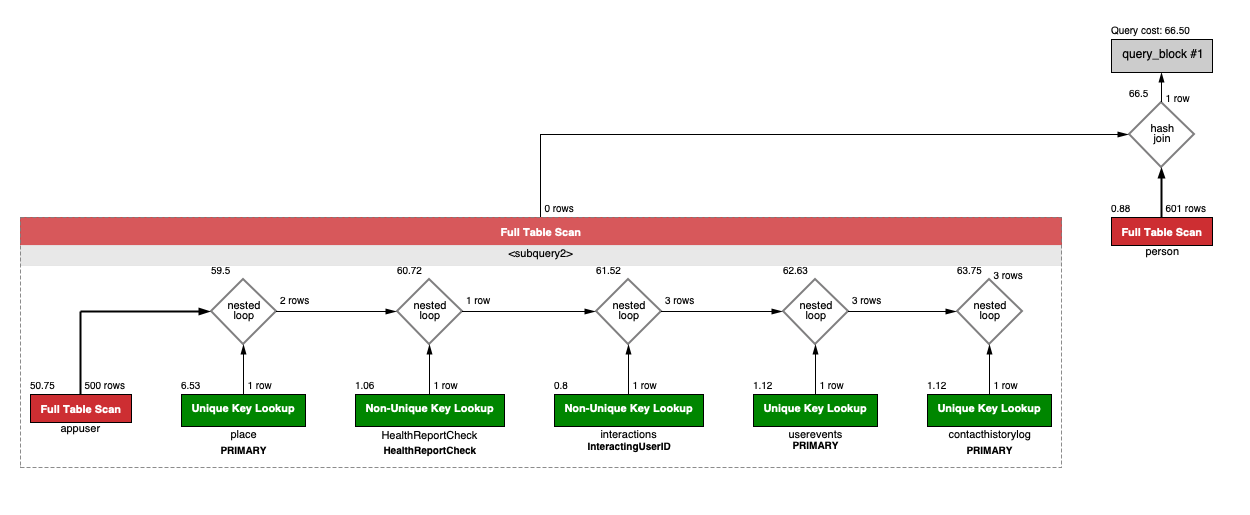 Query cost: 66.50
query_block #1
66.5
1 row
hash
join
0 rows
0.88
601 rows
Full Table Scan
person
Full Table Scan
<subquery2>
59.5
60.72
61.52
62.63
63.75
3 rows
nested
loop
2 rows
nested
loop
1 row
nested
loop
3 rows
nested
loop
3 rows
nested
loop
50.75
500 rows
6.53
1 row
1.06
1 row
0.8
1 row
1.12
1 row
1.12
1 row
Full Table Scan
appuser
Unique Key Lookup
place
PRIMARY
Non-Unique Key Lookup
HealthReportCheck
HealthReportCheck
Non-Unique Key Lookup
interactions
InteractingUserID
Unique Key Lookup
userevents
PRIMARY
Unique Key Lookup
contacthistorylog
PRIMARY